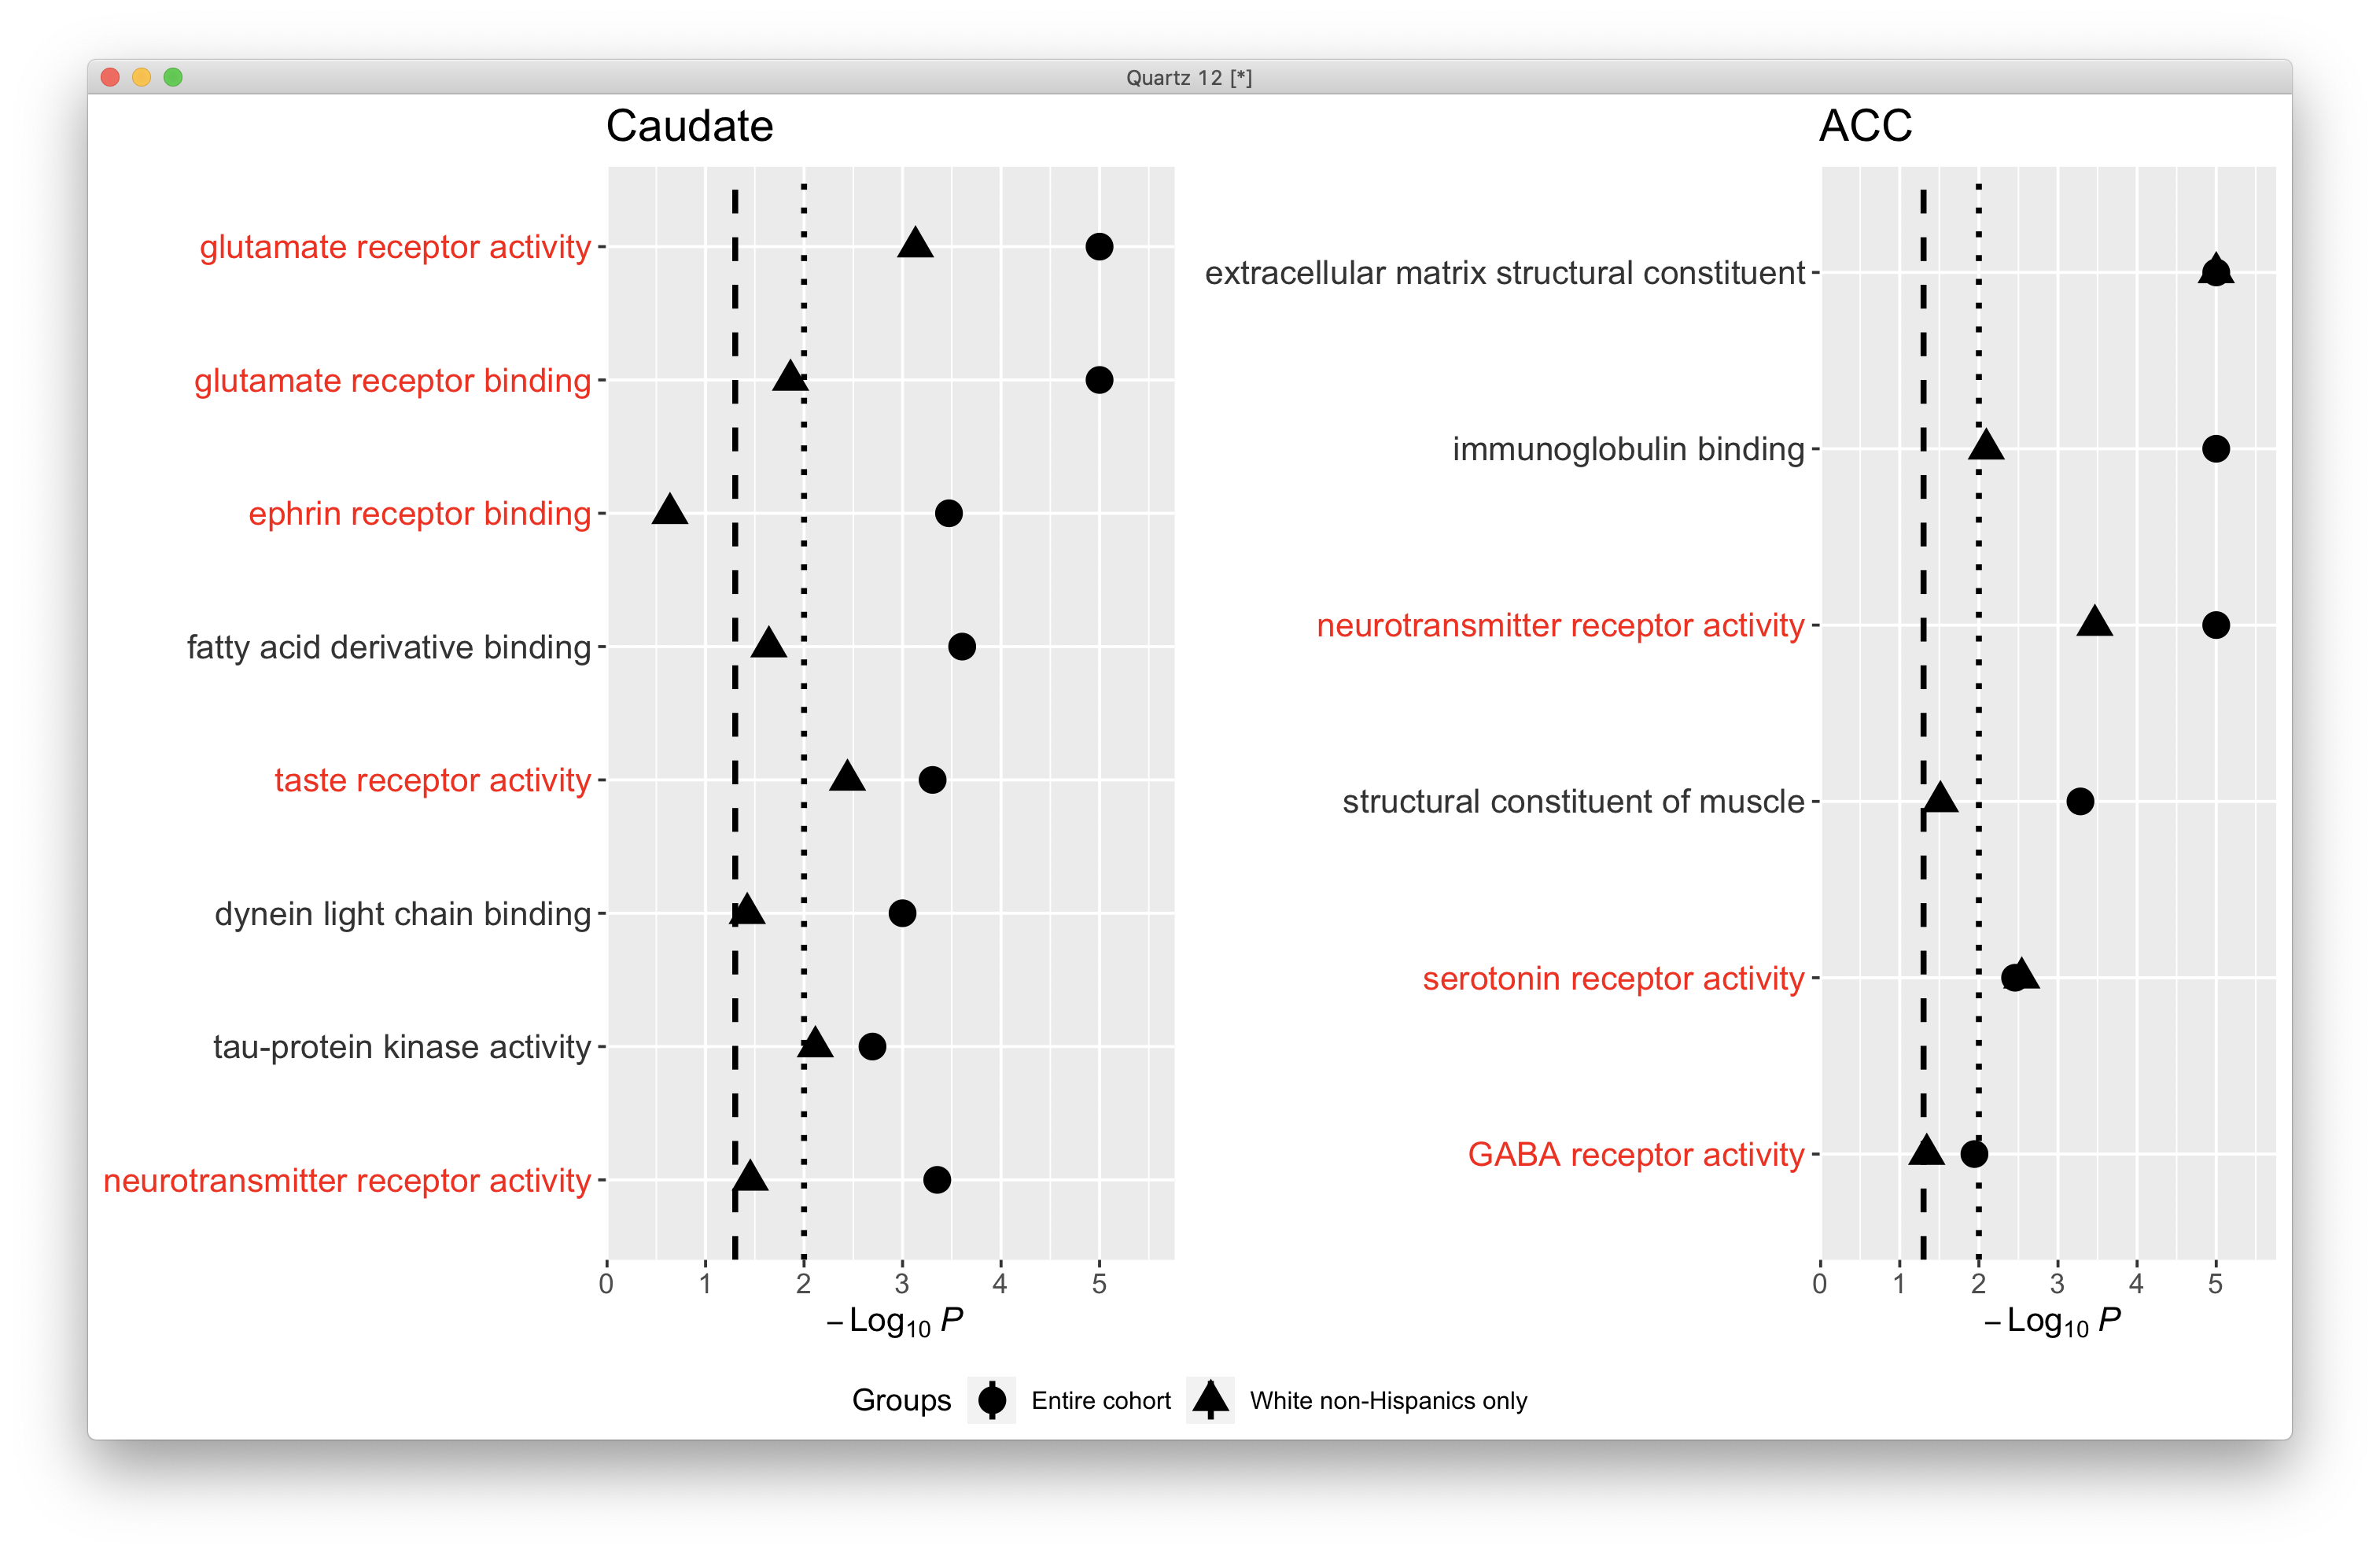 Quartz 12 [*]
Caudate
glutamate receptor activity
glutamate receptor binding
ephrin receptor binding
fatty acid derivative binding
taste receptor activity
dynein light chain binding
tau-protein kinase activity
neurotransmitter receptor activity
0 1 2 3 4 5
– Log₁₀ P
ACC
extracellular matrix structural constituent
immunoglobulin binding
neurotransmitter receptor activity
structural constituent of muscle
serotonin receptor activity
GABA receptor activity
0 1 2 3 4 5
– Log₁₀ P
Groups Entire cohort White non-Hispanics only